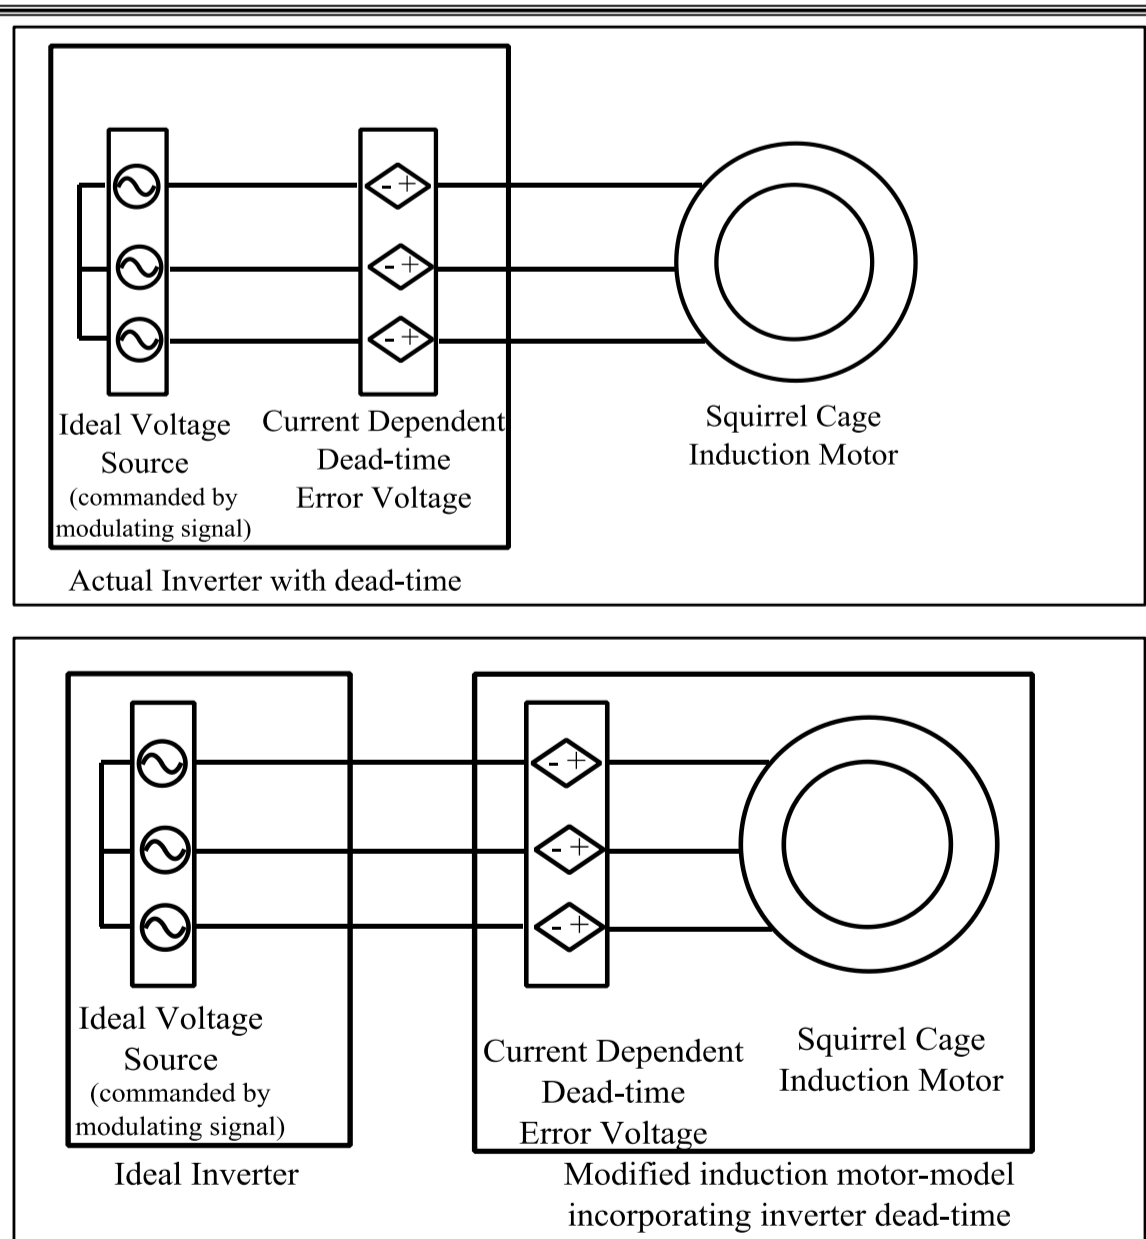 - +
- +
- +
Ideal Voltage
Source
(commanded by
modulating signal)
Current Dependent
Dead-time
Error Voltage
Squirrel Cage
Induction Motor
Actual Inverter with dead-time
- +
- +
- +
Ideal Voltage
Source
(commanded by
modulating signal)
Ideal Inverter
Current Dependent
Dead-time
Error Voltage
Squirrel Cage
Induction Motor
Modified induction motor-model
incorporating inverter dead-time